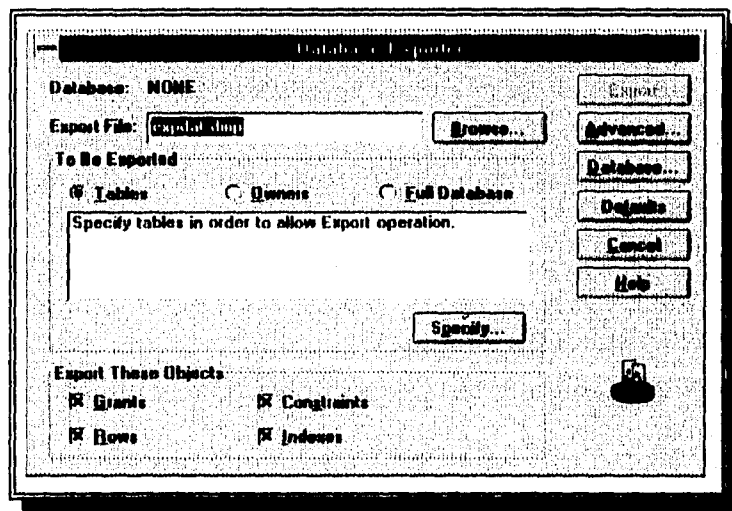 Database Exporter
Database: NONE
Export File: expdat.dmp Browse...
To Be Exported
Tables Owners Full Database
Specify tables in order to allow Export operation.
Specify...
Export These Objects
Grants Constraints
Rows Indexes
Export
Advanced...
Database...
Defaults
Cancel
Help